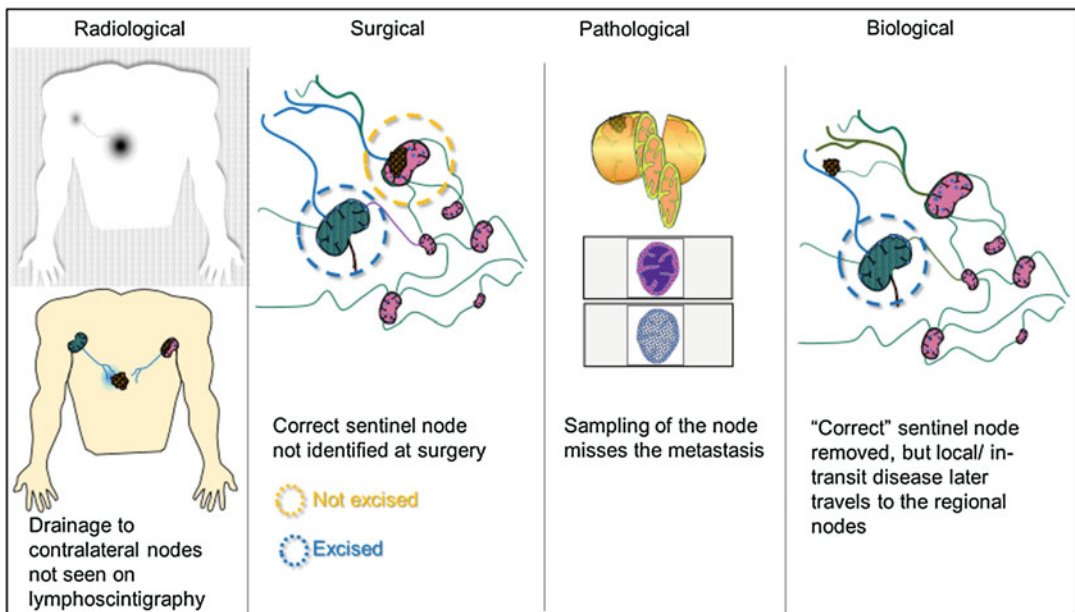 Radiological
Surgical
Pathological
Biological
Drainage to
contralateral nodes
not seen on
lymphoscintigraphy
Correct sentinel node
not identified at surgery
Not excised
Excised
Sampling of the node
misses the metastasis
“Correct” sentinel node
removed, but local/ in-
transit disease later
travels to the regional
nodes